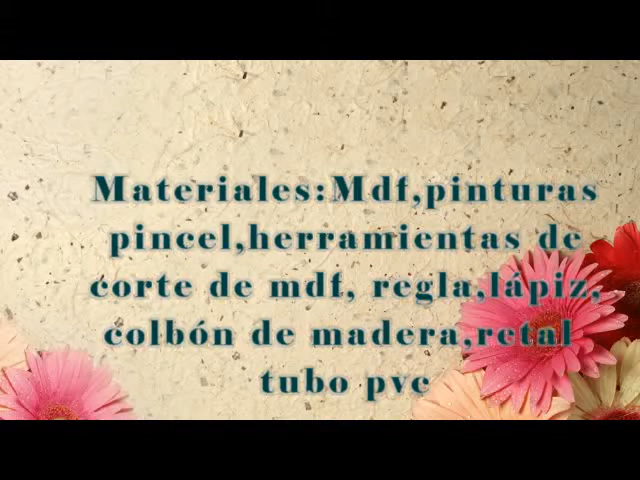 Materiales:Mdf,pinturas
pincel,herramientas de
corte de mdf, regla,lápiz,
colbón de madera,retal
tubo pvc